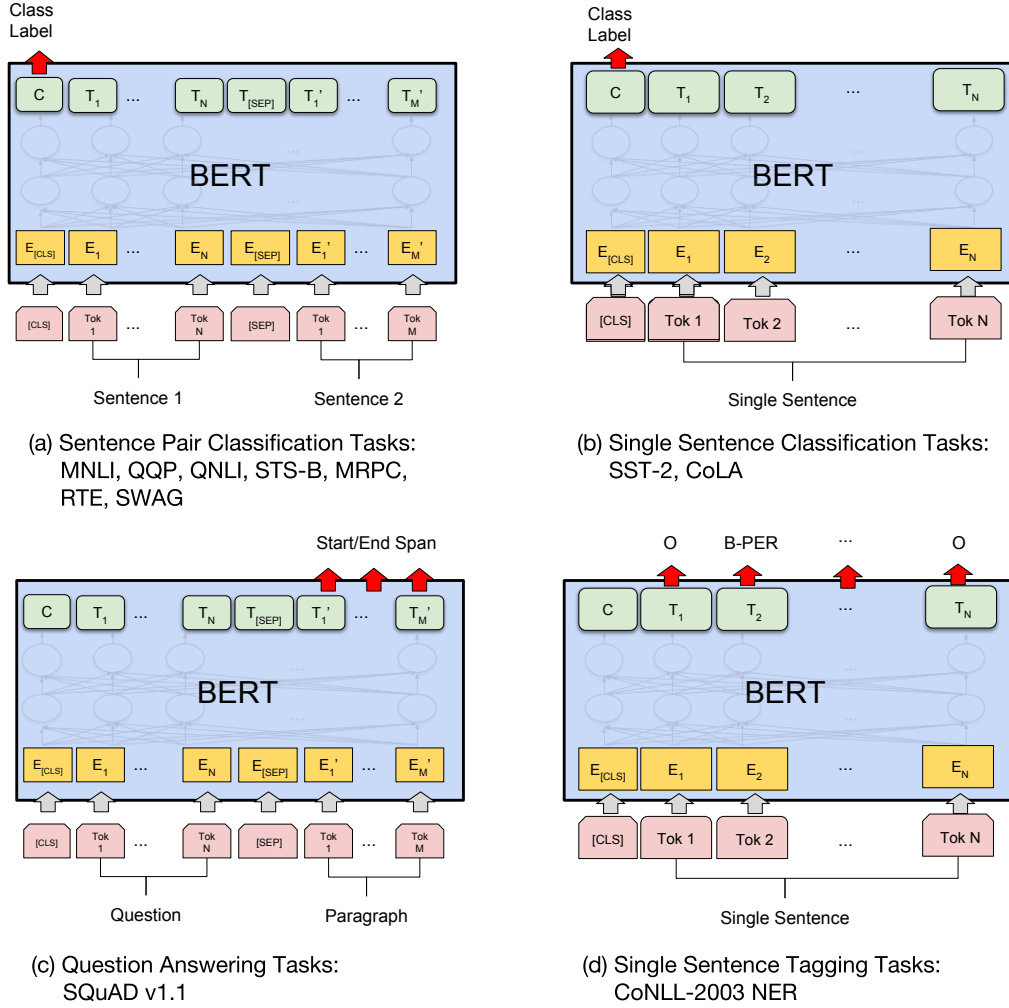 Class
Label
C T1 ... TN T[SEP] T1' ... TM'
...
BERT
...
E[CLS] E1 ... EN E[SEP] E1' ... EM'
[CLS] Tok 1 ... Tok N [SEP] Tok 1 ... Tok M
Sentence 1 Sentence 2
(a) Sentence Pair Classification Tasks:
MNLI, QQP, QNLI, STS-B, MRPC,
RTE, SWAG
Class
Label
C T1 T2 ... TN
...
BERT
...
E[CLS] E1 E2 ... EN
[CLS] Tok 1 Tok 2 ... Tok N
Single Sentence
(b) Single Sentence Classification Tasks:
SST-2, CoLA
Start/End Span
C T1 ... TN T[SEP] T1' ... TM'
...
BERT
...
E[CLS] E1 ... EN E[SEP] E1' ... EM'
[CLS] Tok 1 ... Tok N [SEP] Tok 1 ... Tok M
Question Paragraph
(c) Question Answering Tasks:
SQuAD v1.1
O B-PER ... O
C T1 T2 ... TN
...
BERT
...
E[CLS] E1 E2 ... EN
[CLS] Tok 1 Tok 2 ... Tok N
Single Sentence
(d) Single Sentence Tagging Tasks:
CoNLL-2003 NER